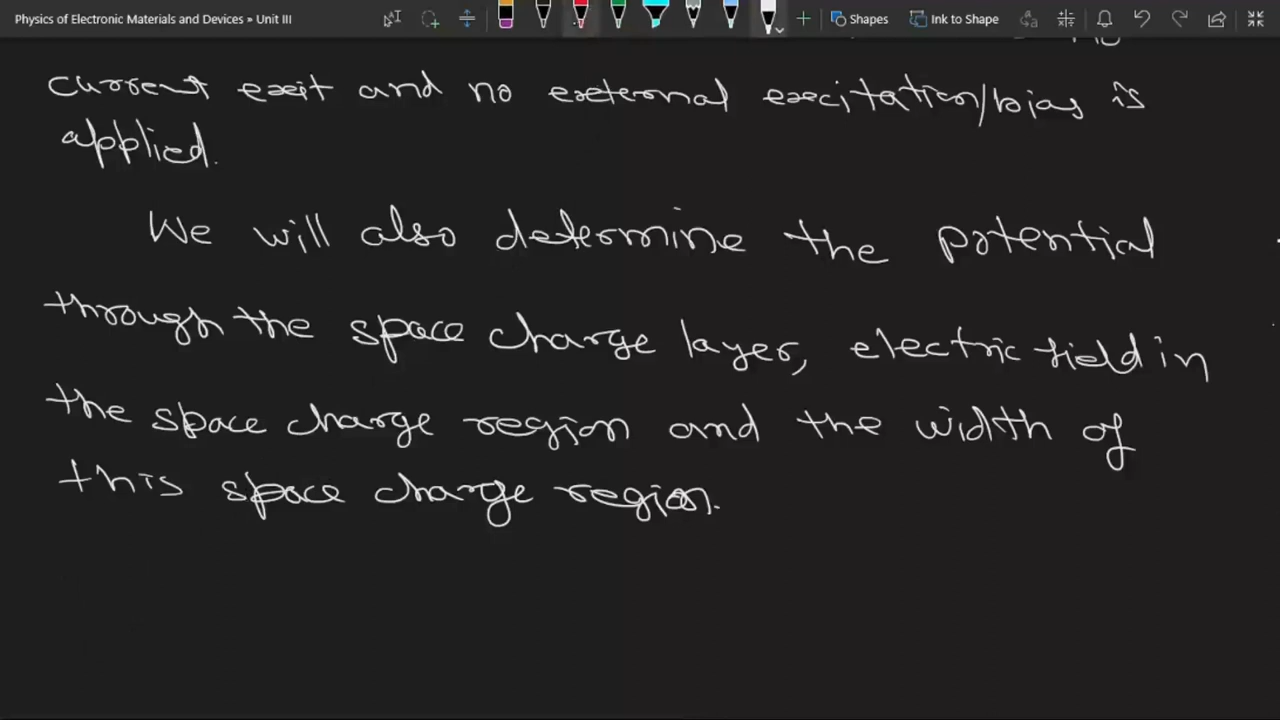 Physics of Electronic Materials and Devices » Unit III
Shapes
Ink to Shape
current exit and no external excitation/bias is
applied.
We will also determine the potential
through the space charge layer, electric field in
the space charge region and the width of
this space charge region.